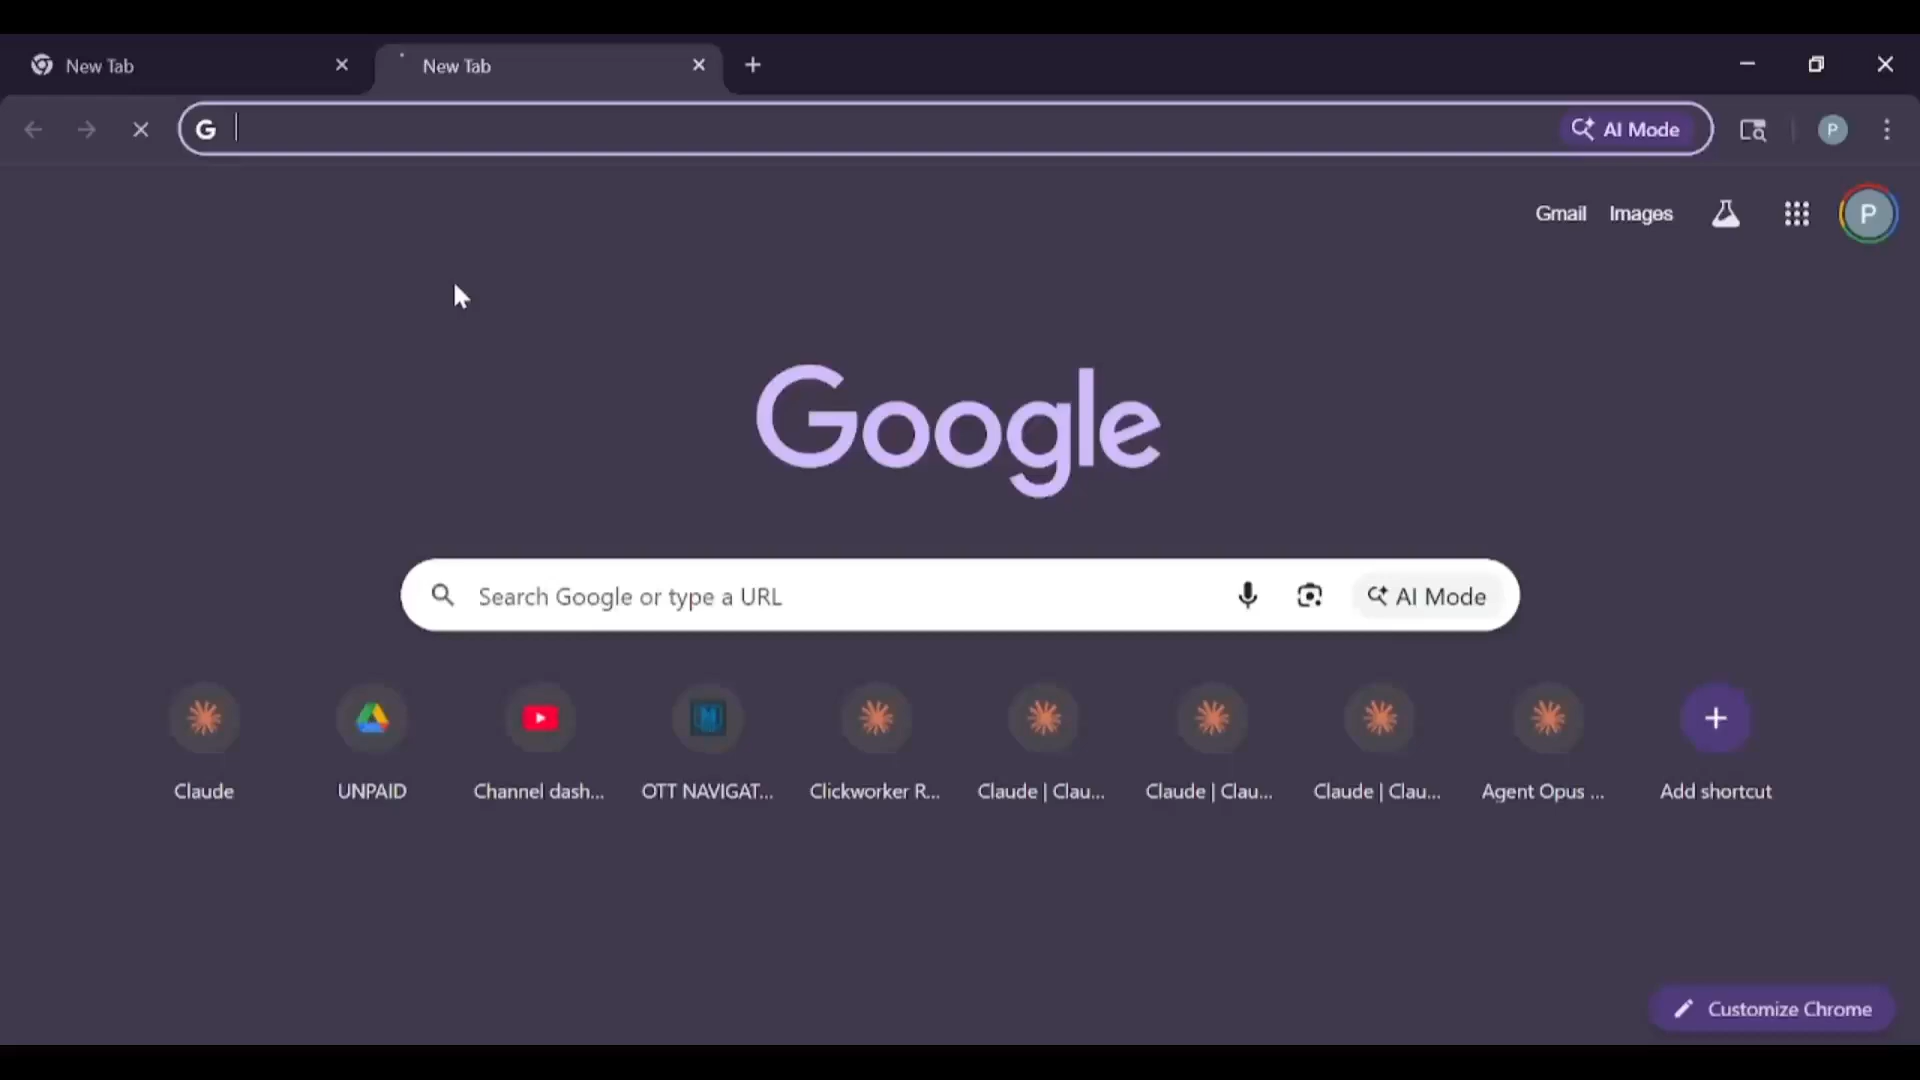 New Tab
New Tab
G
AI Mode
P
Gmail Images
P
Google
Search Google or type a URL
AI Mode
Claude
UNPAID
Channel dash...
OTT NAVIGAT...
Clickworker R...
Claude | Clau...
Claude | Clau...
Claude | Clau...
Agent Opus ...
Add shortcut
Customize Chrome